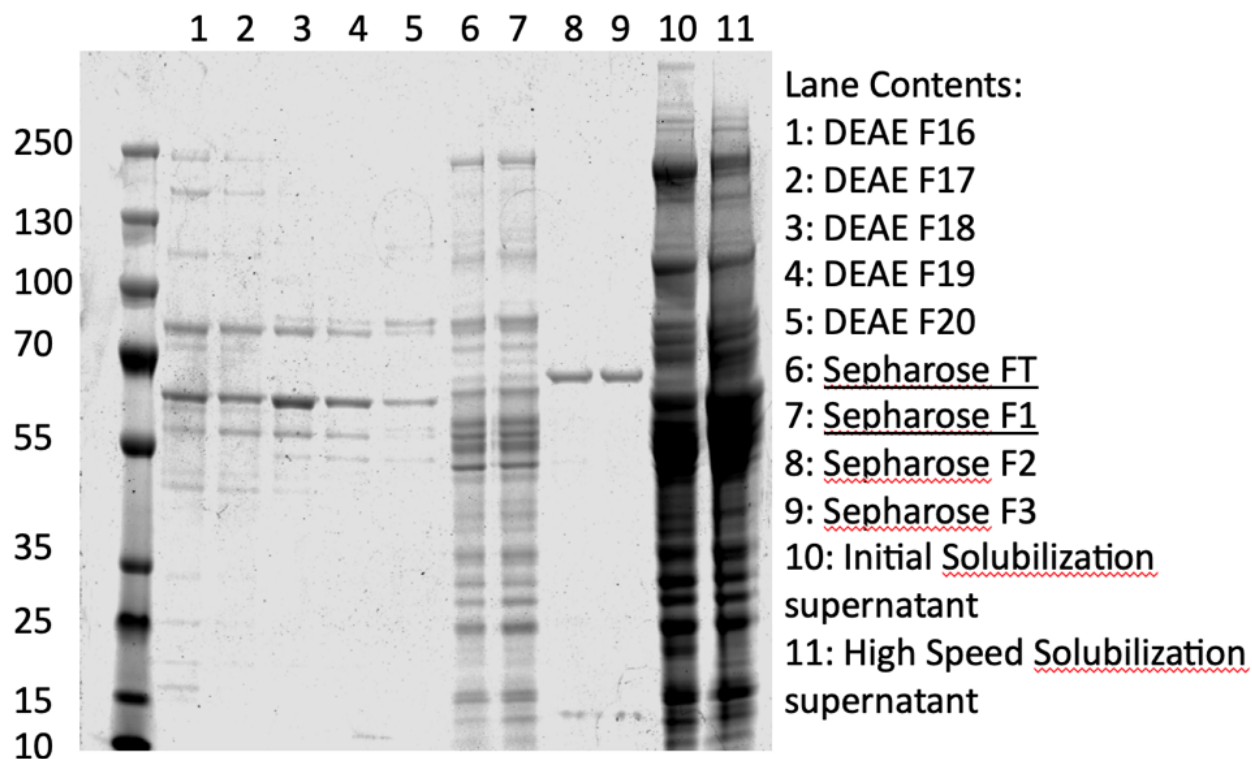 1 2 3 4 5 6 7 8 9 10 11
Lane Contents:
250
1: DEAE F16
2: DEAE F17
130
3: DEAE F18
100
4: DEAE F19
5: DEAE F20
70
6: Sepharose FT
7: Sepharose F1
55
8: Sepharose F2
9: Sepharose F3
35
10: Initial Solubilization
supernatant
25
11: High Speed Solubilization
supernatant
15
10